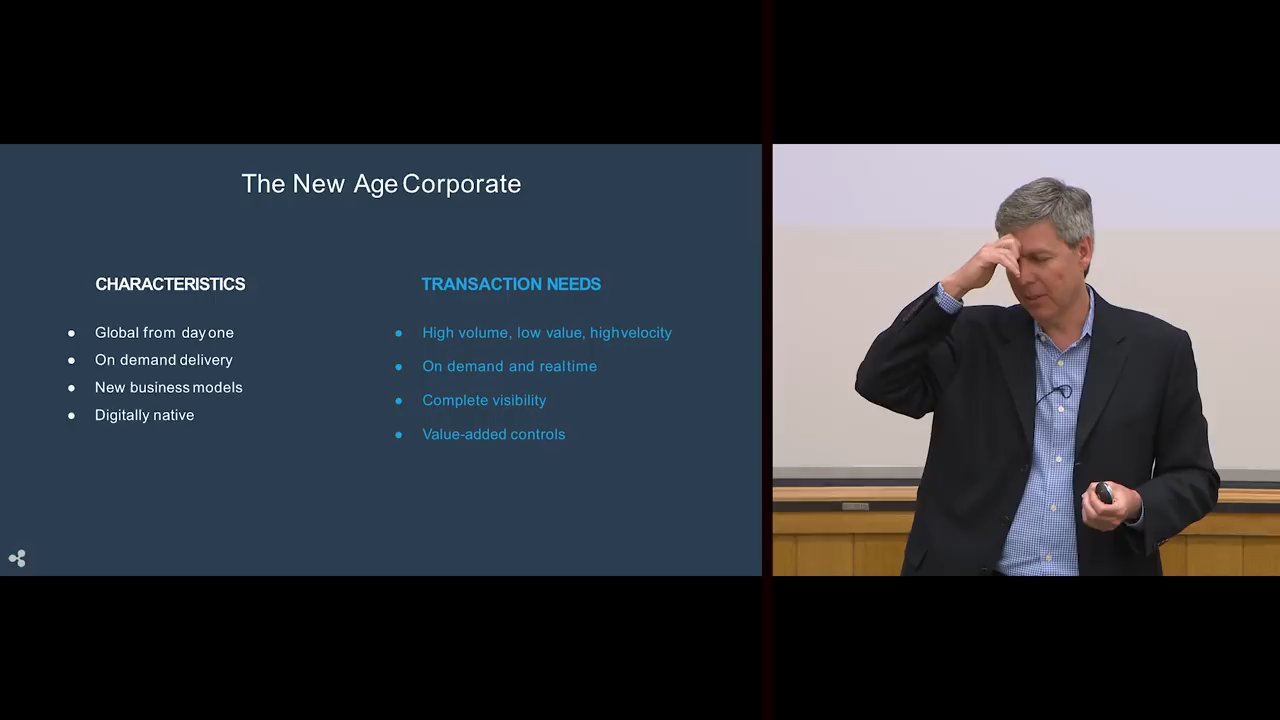 The New Age Corporate
CHARACTERISTICS
● Global from day one
● On demand delivery
● New business models
● Digitally native
TRANSACTION NEEDS
● High volume, low value, high velocity
● On demand and real time
● Complete visibility
● Value-added controls